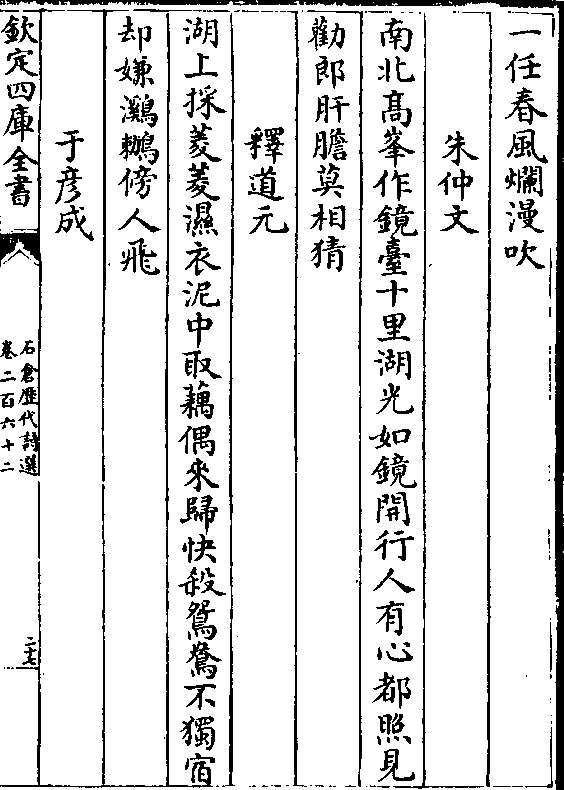 一任春風爛漫吹
朱仲文
南北高峯作鏡臺十里湖光如鏡開行人有心都照見
勸郎肝膽莫相猜
釋道元
湖上採菱菱濕衣泥中取藕偶來歸快殺鴛鴦不獨宿
却嫌鸂鶒傍人飛
于彦成
欽定四庫全書
石倉歴代詩選
卷二百六十二
二十七